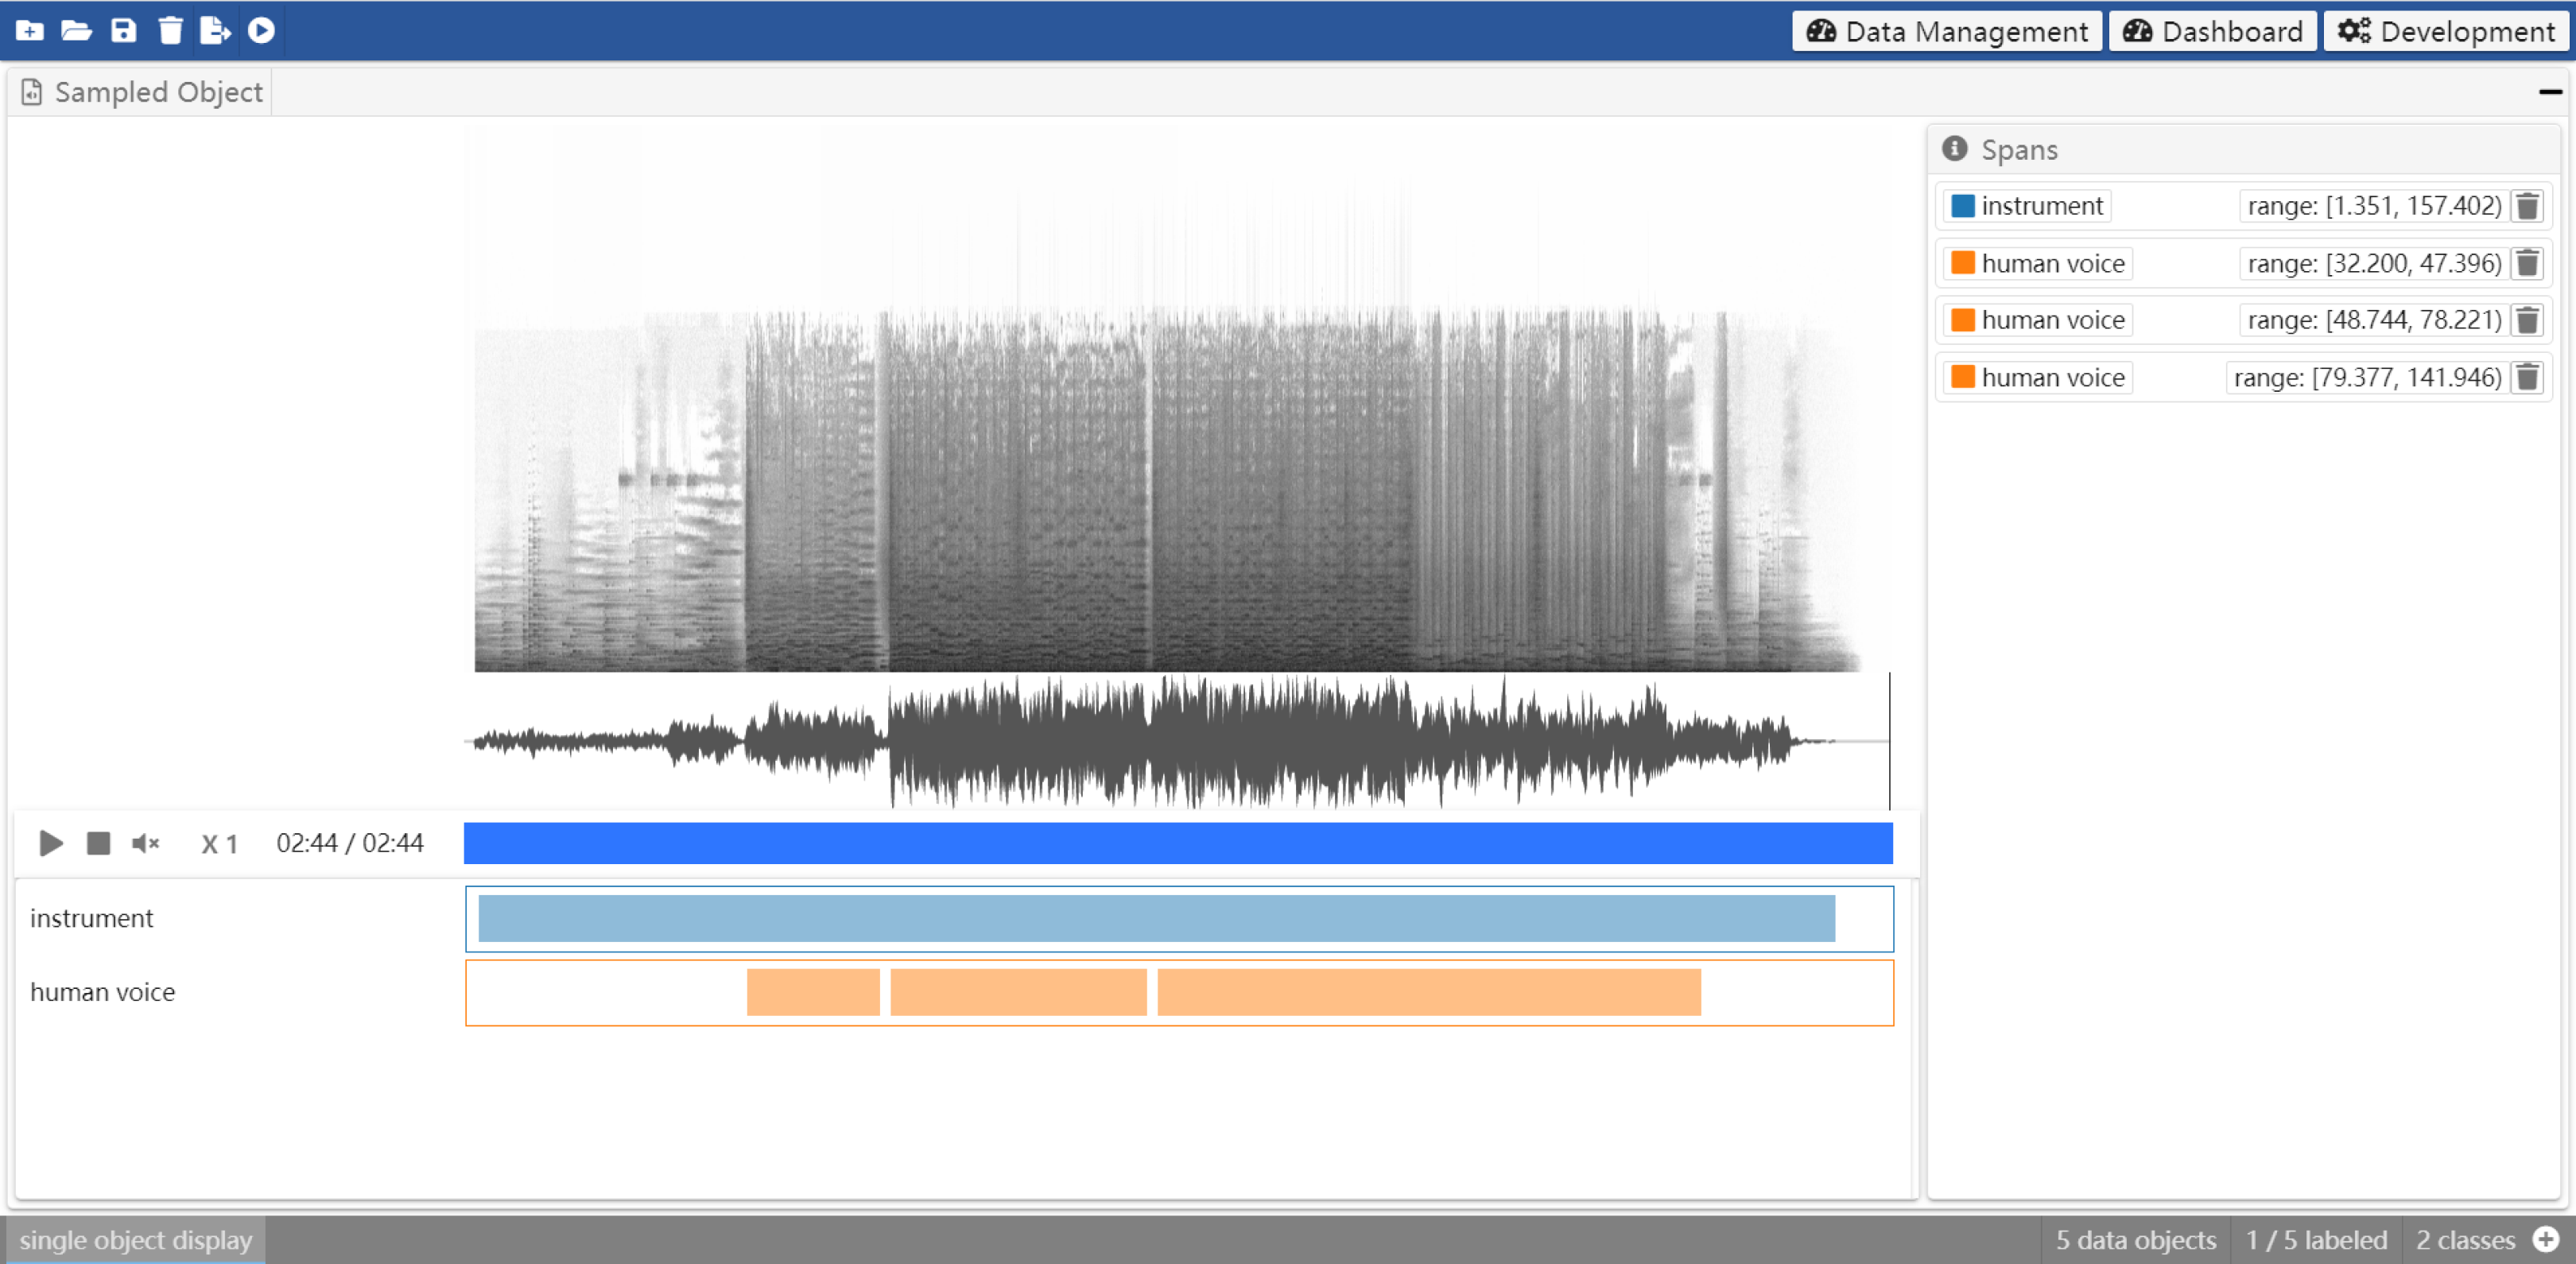 Data Management
Dashboard
Development
Sampled Object
Spans
instrument range: [1.351, 157.402)
human voice range: [32.200, 47.396)
human voice range: [48.744, 78.221)
human voice range: [79.377, 141.946)
X 1 02:44 / 02:44
instrument
human voice
single object display
5 data objects 1 / 5 labeled 2 classes